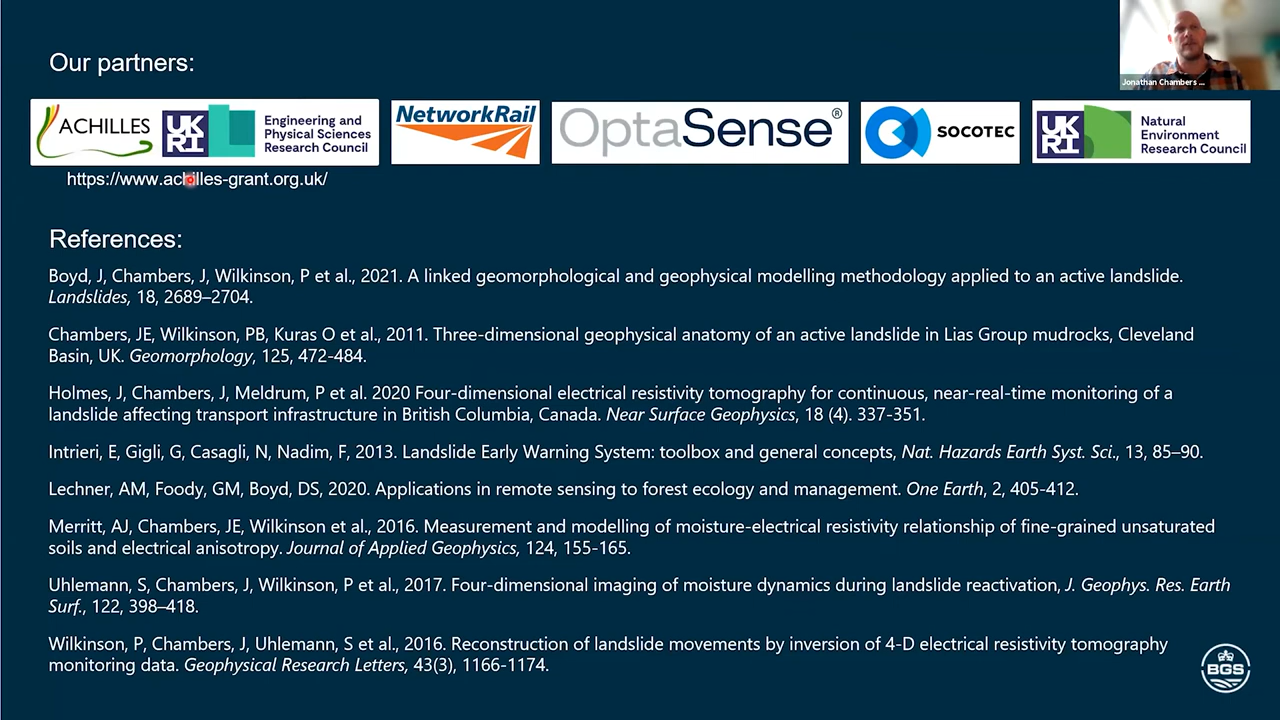 Our partners:
Jonathan Chambers ...
ACHILLES
UKRI
Engineering and
Physical Sciences
Research Council
NetworkRail
OptaSense®
SOCOTEC
UKRI
Natural
Environment
Research Council
https://www.achilles-grant.org.uk/
References:
Boyd, J, Chambers, J, Wilkinson, P et al., 2021. A linked geomorphological and geophysical modelling methodology applied to an active landslide.
Landslides, 18, 2689–2704.
Chambers, JE, Wilkinson, PB, Kuras O et al., 2011. Three-dimensional geophysical anatomy of an active landslide in Lias Group mudrocks, Cleveland
Basin, UK. Geomorphology, 125, 472-484.
Holmes, J, Chambers, J, Meldrum, P et al. 2020 Four-dimensional electrical resistivity tomography for continuous, near-real-time monitoring of a
landslide affecting transport infrastructure in British Columbia, Canada. Near Surface Geophysics, 18 (4). 337-351.
Intrieri, E, Gigli, G, Casagli, N, Nadim, F, 2013. Landslide Early Warning System: toolbox and general concepts, Nat. Hazards Earth Syst. Sci., 13, 85–90.
Lechner, AM, Foody, GM, Boyd, DS, 2020. Applications in remote sensing to forest ecology and management. One Earth, 2, 405-412.
Merritt, AJ, Chambers, JE, Wilkinson et al., 2016. Measurement and modelling of moisture-electrical resistivity relationship of fine-grained unsaturated
soils and electrical anisotropy. Journal of Applied Geophysics, 124, 155-165.
Uhlemann, S, Chambers, J, Wilkinson, P et al., 2017. Four-dimensional imaging of moisture dynamics during landslide reactivation, J. Geophys. Res. Earth
Surf., 122, 398–418.
Wilkinson, P, Chambers, J, Uhlemann, S et al., 2016. Reconstruction of landslide movements by inversion of 4-D electrical resistivity tomography
monitoring data. Geophysical Research Letters, 43(3), 1166-1174.
BGS